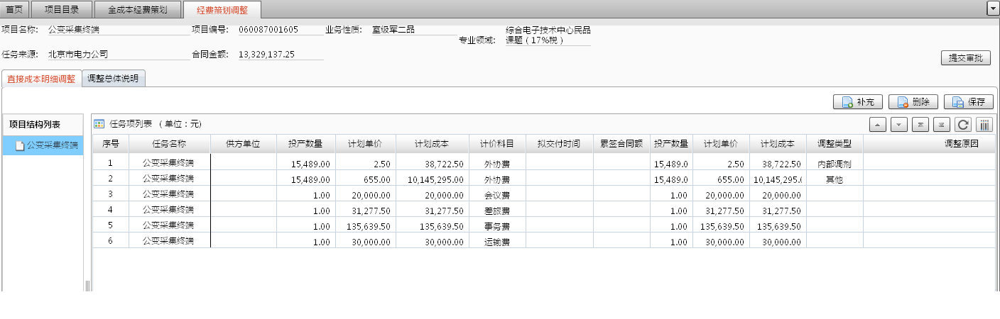 首页 项目目录 全成本经费策划 经费策划调整
项目名称: 公变采集终端 项目编号: 060087001605 业务性质: 室级军二品 专业领域: 综合电子技术中心民品课题（17%税）
任务来源: 北京市电力公司 合同金额: 13,329,137.25
提交审批
直接成本明细调整 调整总体说明
补充 删除 保存
项目结构列表
公变采集终端
任务项列表 （ 单位：元)
序号 任务名称 供方单位 投产数量 计划单价 计划成本 计价科目 拟交付时间 累签合同额 投产数量 计划单价 计划成本 调整类型 调整原因
1 公变采集终端 15,489.00 2.50 38,722.50 外协费 15,489.0 2.50 38,722.50 内部调剂
2 公变采集终端 15,489.00 655.00 10,145,295.00 外协费 15,489.0 655.00 10,145,295.0 其他
3 公变采集终端 1.00 20,000.00 20,000.00 会议费 1.00 20,000.00 20,000.00
4 公变采集终端 1.00 31,277.50 31,277.50 差旅费 1.00 31,277.50 31,277.50
5 公变采集终端 1.00 135,639.50 135,639.50 事务费 1.00 135,639.50 135,639.50
6 公变采集终端 1.00 30,000.00 30,000.00 运输费 1.00 30,000.00 30,000.00